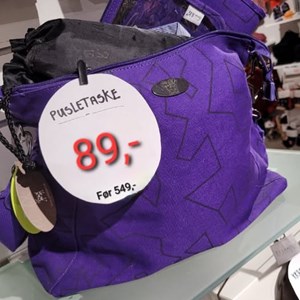 PUSLETASKE
89,-
Før 549,-